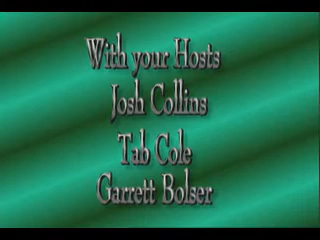 With your Hosts
Josh Collins
Tab Cole
Garrett Bolser